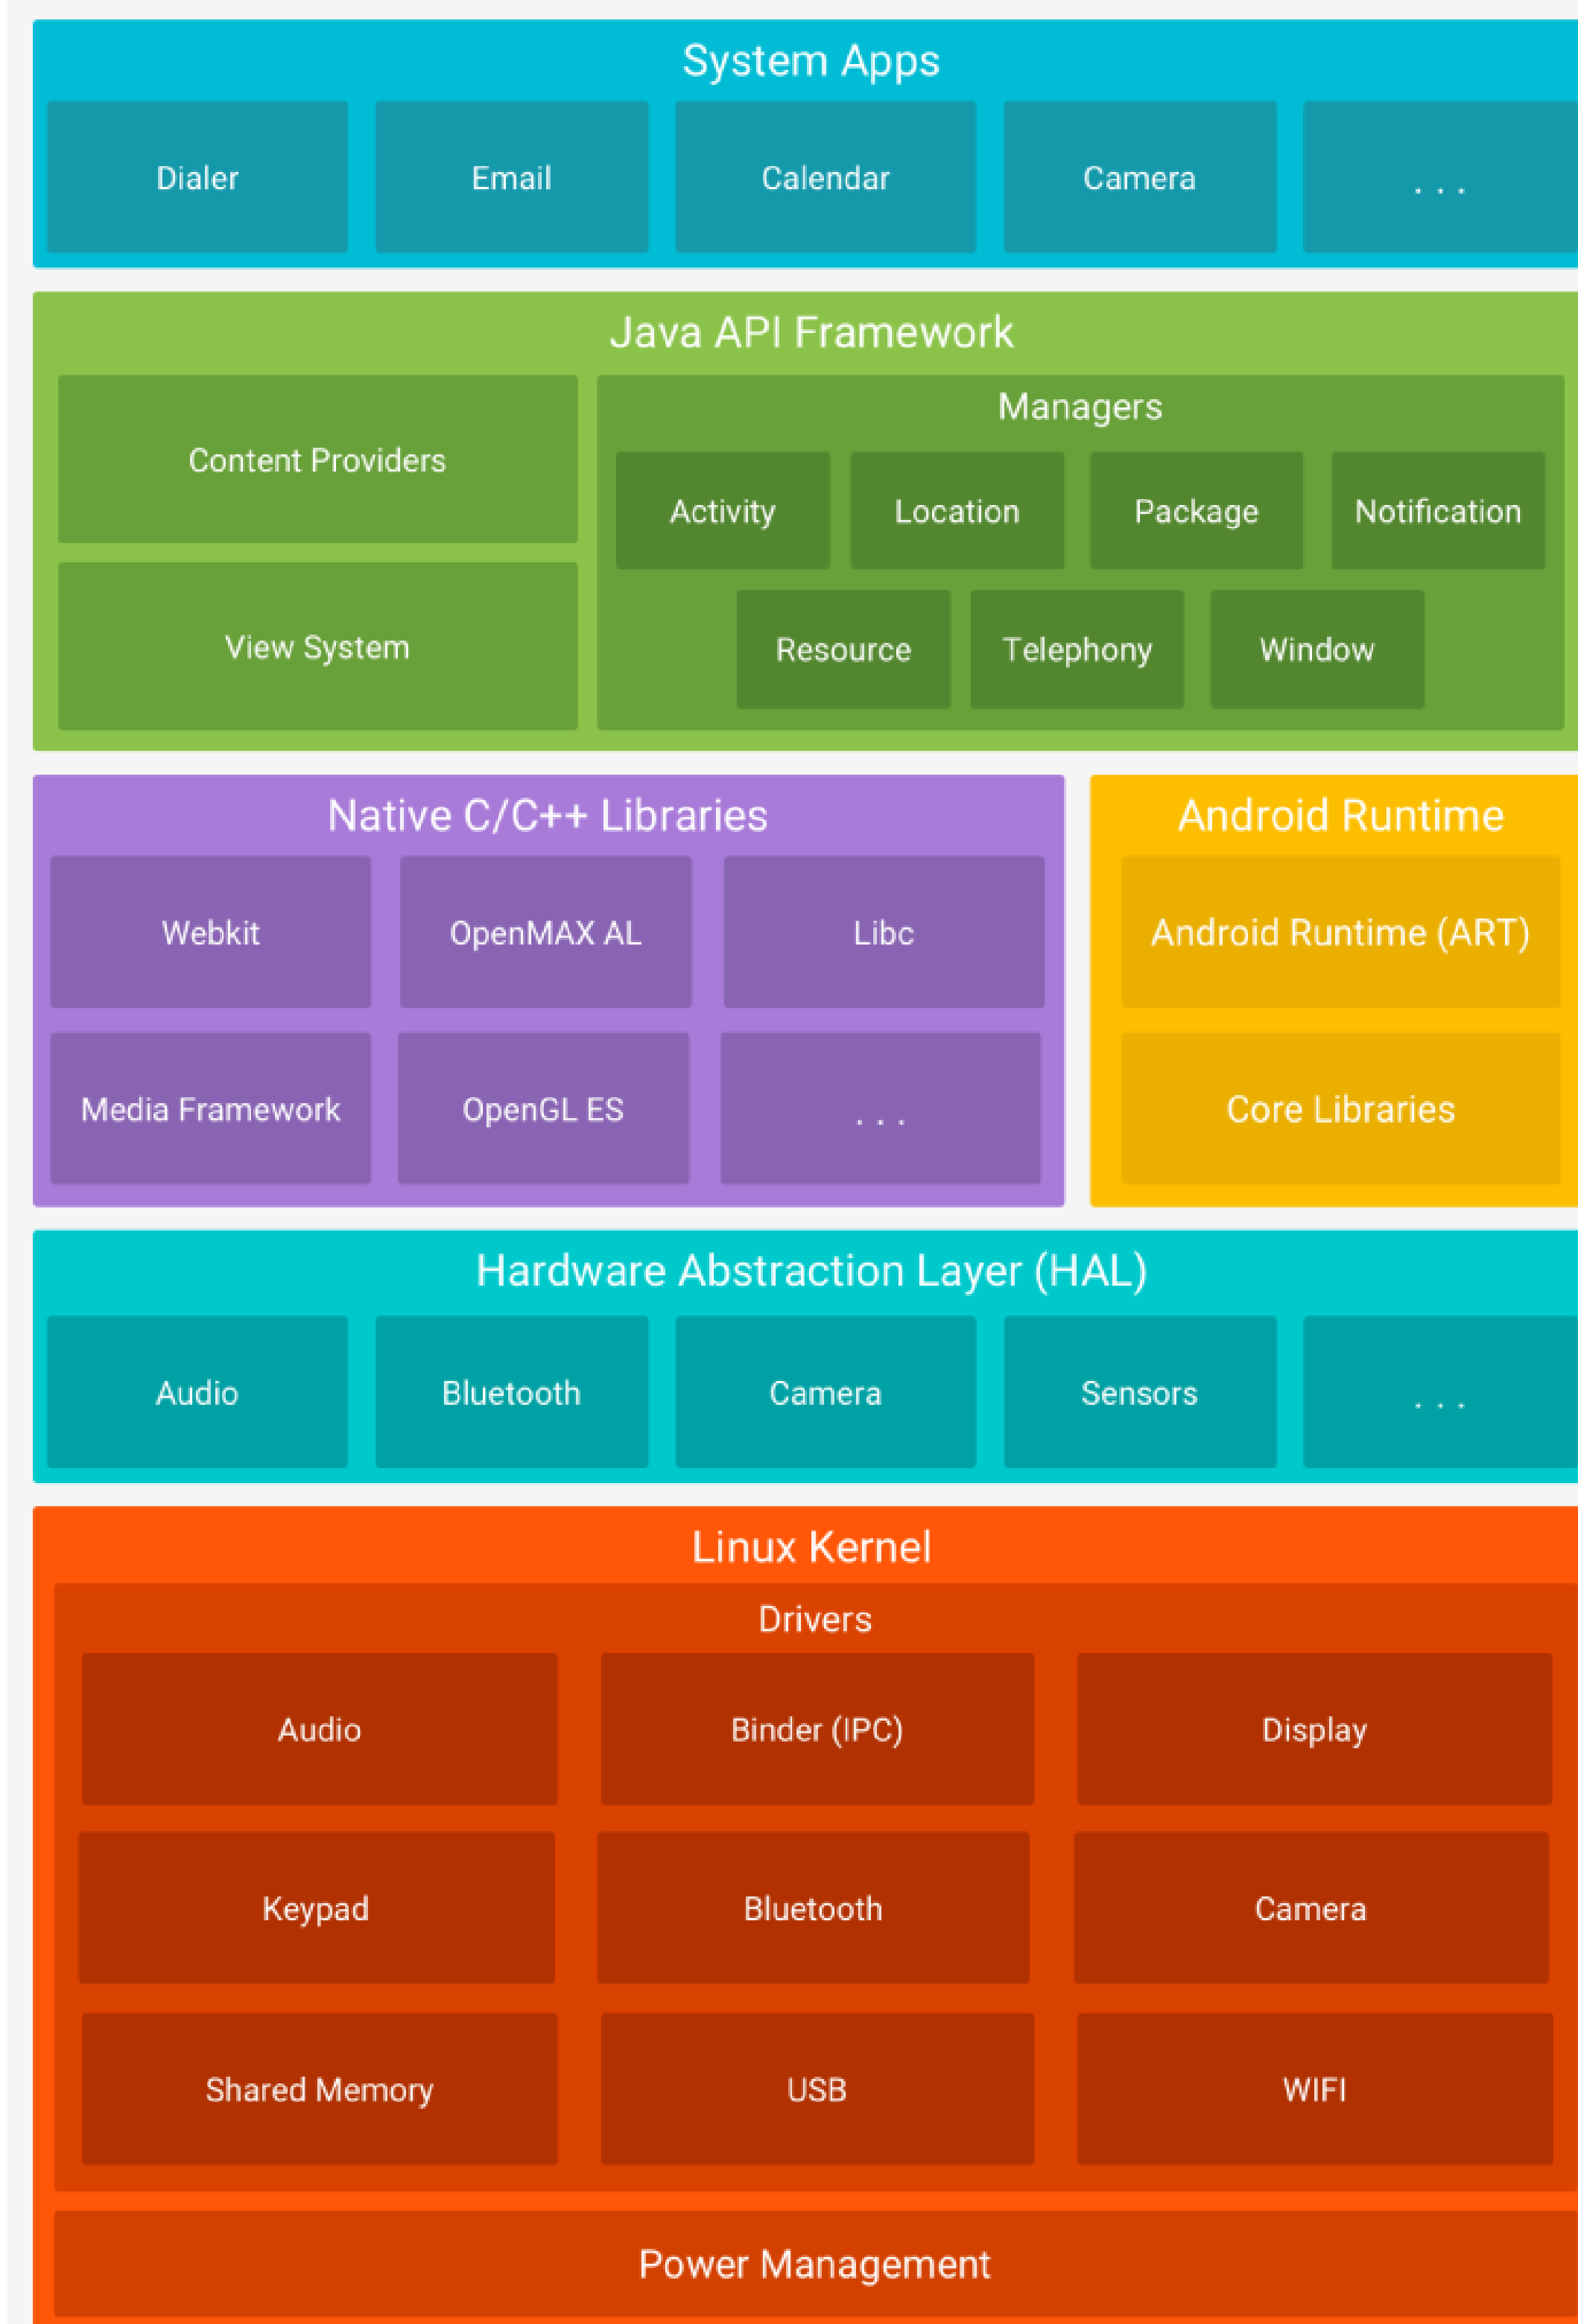 System Apps
Dialer Email Calendar Camera . . .
Java API Framework
Content Providers
View System
Managers
Activity Location Package Notification
Resource Telephony Window
Native C/C++ Libraries
Webkit OpenMAX AL Libc
Media Framework OpenGL ES . . .
Android Runtime
Android Runtime (ART)
Core Libraries
Hardware Abstraction Layer (HAL)
Audio Bluetooth Camera Sensors . . .
Linux Kernel
Drivers
Audio Binder (IPC) Display
Keypad Bluetooth Camera
Shared Memory USB WIFI
Power Management